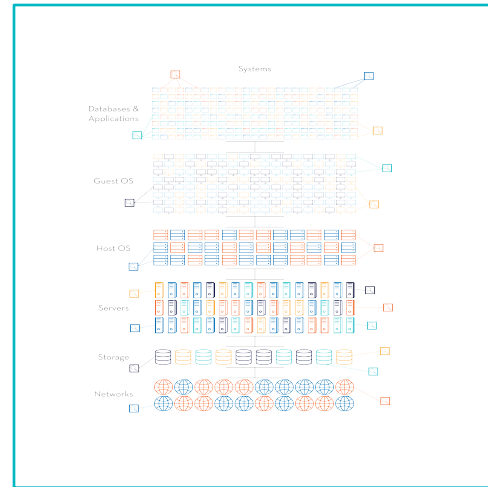 Systems
Databases &
Applications
Guest OS
Host OS
Servers
Storage
Networks